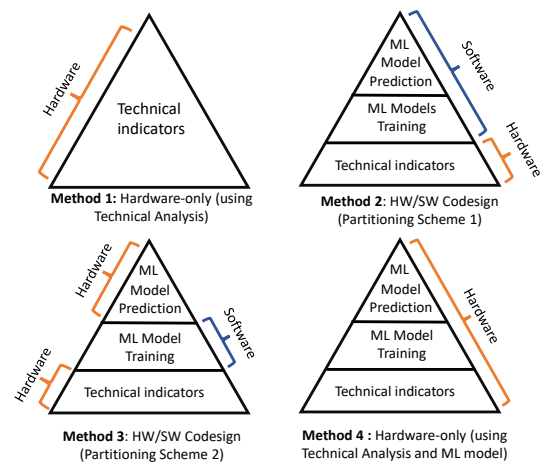 Hardware
Technical
indicators
Method 1: Hardware-only (using
Technical Analysis)
ML
Model
Prediction
ML Models
Training
Technical indicators
Software
Hardware
Method 2: HW/SW Codesign
(Partitioning Scheme 1)
Hardware
ML
Model
Prediction
ML Model
Training
Technical indicators
Software
Hardware
Method 3: HW/SW Codesign
(Partitioning Scheme 2)
ML
Model
Prediction
ML Model
Training
Technical indicators
Hardware
Method 4 : Hardware-only (using
Technical Analysis and ML model)